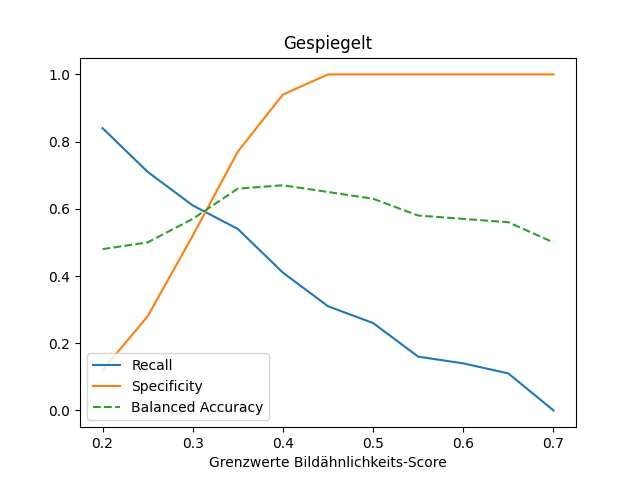 Gespiegelt
1.0
0.8
0.6
0.4
0.2
0.0
Recall
Specificity
Balanced Accuracy
0.2 0.3 0.4 0.5 0.6 0.7
Grenzwerte Bildähnlichkeits-Score